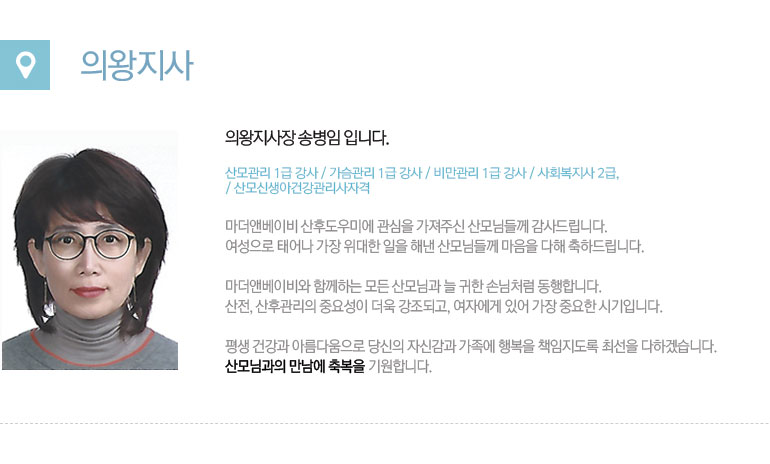 의왕지사
의왕지사장 송병임 입니다.
산모관리 1급 강사 / 가슴관리 1급 강사 / 비만관리 1급 강사 / 사회복지사 2급,
/ 산모신생아건강관리사자격
마더앤베이비 산후도우미에 관심을 가져주신 산모님들께 감사드립니다.
여성으로 태어나 가장 위대한 일을 해낸 산모님들께 마음을 다해 축하드립니다.
마더앤베이비와 함께하는 모든 산모님과 늘 귀한 손님처럼 동행합니다.
산전, 산후관리의 중요성이 더욱 강조되고, 여자에게 있어 가장 중요한 시기입니다.
평생 건강과 아름다움으로 당신의 자신감과 가족에 행복을 책임지도록 최선을 다하겠습니다.
산모님과의 만남에 축복을 기원합니다.